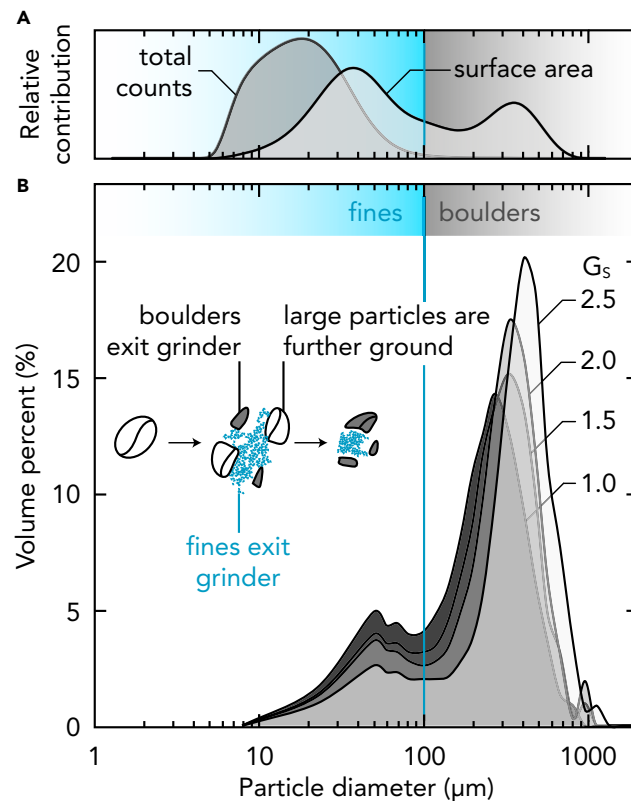 A
Relative
contribution
total
counts
surface area
B
fines
boulders
Volume percent (%)
20
15
10
5
0
G_S
2.5
2.0
1.5
1.0
boulders
exit grinder
large particles are
further ground
fines exit
grinder
1
10
100
1000
Particle diameter (µm)